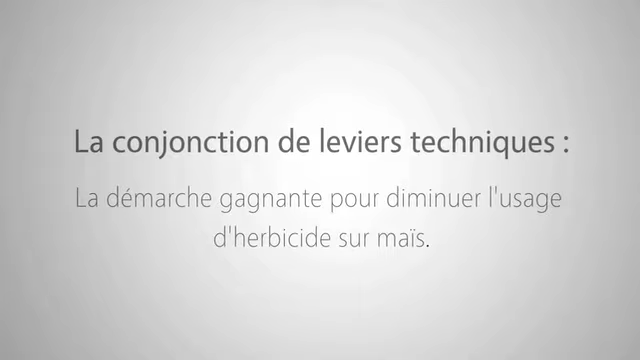 La conjonction de leviers techniques :
La démarche gagnante pour diminuer l'usage
d'herbicide sur maïs.